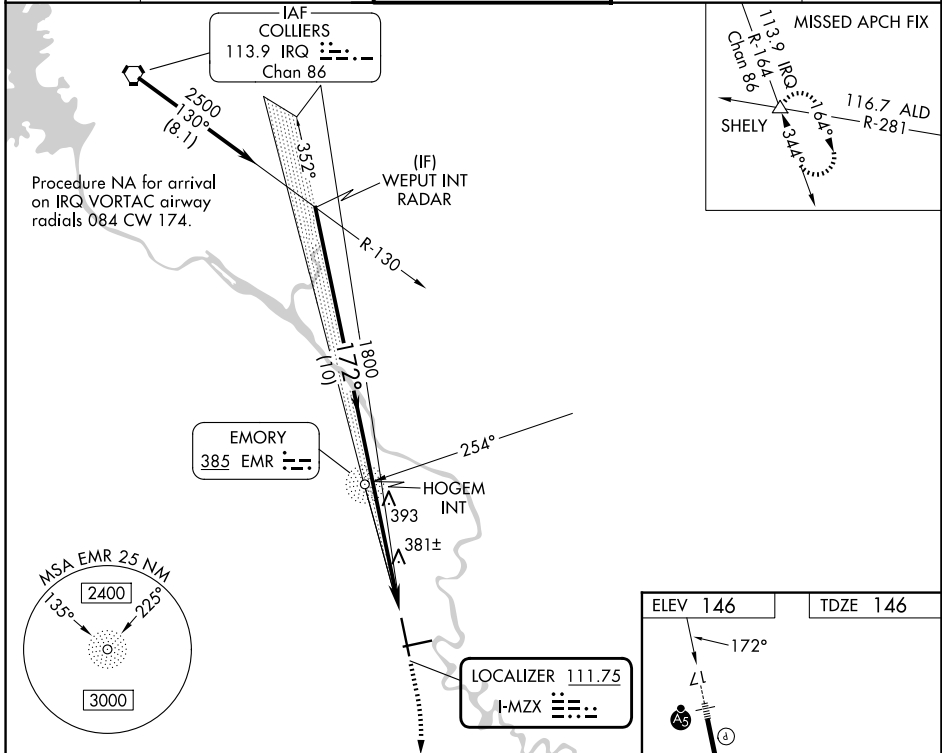 IAF
COLLIERS
113.9 IRQ
Chan 86
2500
130°
(8.1)
352°
(IF)
WEPUT INT
RADAR
Procedure NA for arrival
on IRQ VORTAC airway
radials 084 CW 174.
R-130
MISSED APCH FIX
113.9 IRQ
R-164
Chan 86
116.7 ALD
R-281
SHELY
164°
344°
1800
172°
(10)
254°
EMORY
385 EMR
HOGEM
INT
393
381±
MSA EMR 25 NM
2400
135°
225°
3000
LOCALIZER 111.75
I-MZX
ELEV 146
TDZE 146
172°
17
A5
P